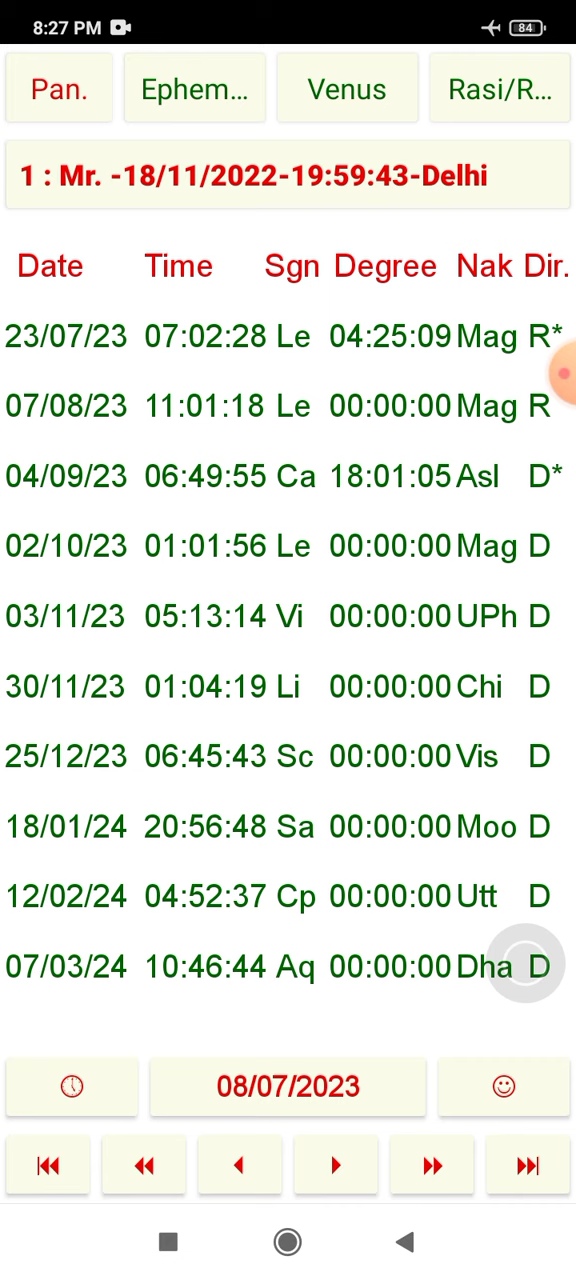 8:27 PM 84
Pan. Ephem... Venus Rasi/R...
1 : Mr. -18/11/2022-19:59:43-Delhi
Date Time Sgn Degree Nak Dir.
23/07/23 07:02:28 Le 04:25:09 Mag R*
07/08/23 11:01:18 Le 00:00:00 Mag R
04/09/23 06:49:55 Ca 18:01:05 Asl D*
02/10/23 01:01:56 Le 00:00:00 Mag D
03/11/23 05:13:14 Vi 00:00:00 UPh D
30/11/23 01:04:19 Li 00:00:00 Chi D
25/12/23 06:45:43 Sc 00:00:00 Vis D
18/01/24 20:56:48 Sa 00:00:00 Moo D
12/02/24 04:52:37 Cp 00:00:00 Utt D
07/03/24 10:46:44 Aq 00:00:00 Dha D
08/07/2023